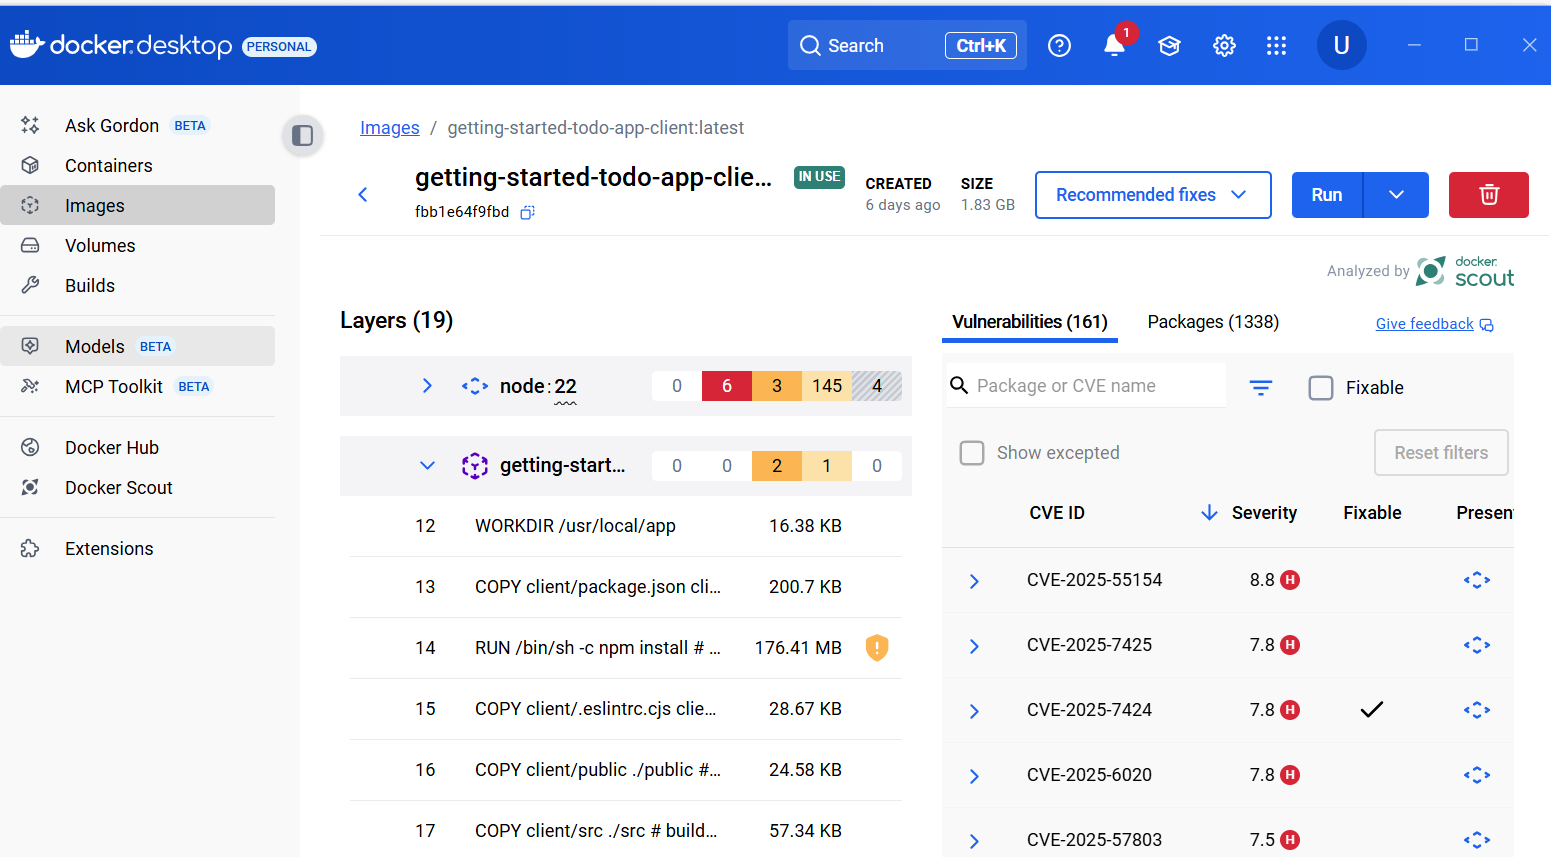 docker.desktop PERSONAL
Search Ctrl+K
1
U
Ask Gordon BETA
Containers
Images
Volumes
Builds
Models BETA
MCP Toolkit BETA
Docker Hub
Docker Scout
Extensions
Images / getting-started-todo-app-client:latest
getting-started-todo-app-clie...
IN USE
fbb1e64f9fbd
CREATED
6 days ago
SIZE
1.83 GB
Recommended fixes
Run
Analyzed by docker scout
Layers (19)
node:22 0 6 3 145 4
getting-start... 0 0 2 1 0
12 WORKDIR /usr/local/app 16.38 KB
13 COPY client/package.json cli... 200.7 KB
14 RUN /bin/sh -c npm install # ... 176.41 MB
15 COPY client/.eslintrc.cjs clie... 28.67 KB
16 COPY client/public ./public #... 24.58 KB
17 COPY client/src ./src # build... 57.34 KB
Vulnerabilities (161) Packages (1338) Give feedback
Package or CVE name
Fixable
Show excepted
Reset filters
CVE ID Severity Fixable Presen
CVE-2025-55154 8.8 H
CVE-2025-7425 7.8 H
CVE-2025-7424 7.8 H
CVE-2025-6020 7.8 H
CVE-2025-57803 7.5 H